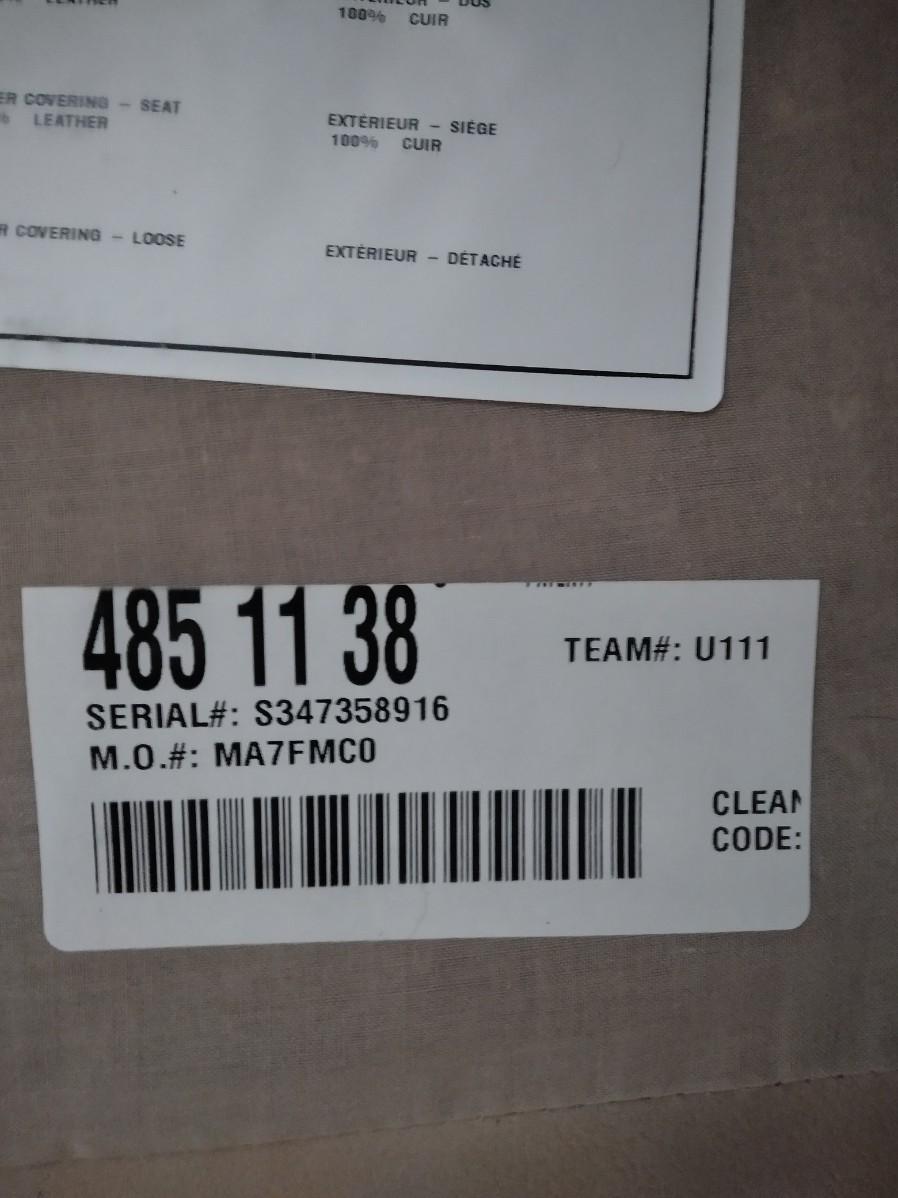 100% CUIR
COVERING – SEAT
LEATHER
EXTÉRIEUR – SIÈGE
100% CUIR
COVERING – LOOSE
EXTÉRIEUR – DÉTACHÉ
485 11 38
TEAM#: U111
SERIAL#: S347358916
M.O.#: MA7FMC0
CLEAN
CODE: